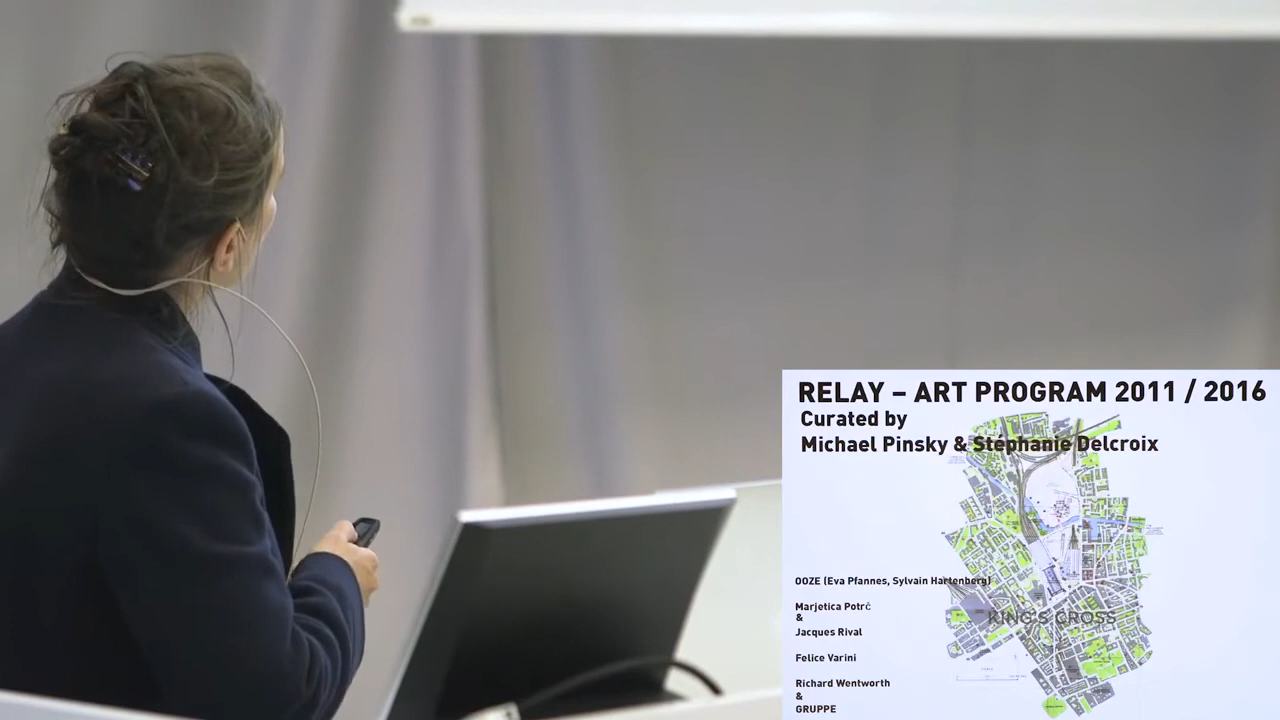 RELAY – ART PROGRAM 2011 / 2016
Curated by
Michael Pinsky & Stéphanie Delcroix
OOZE (Eva Pfannes, Sylvain Hartenberg)
Marjetica Potrč
&
Jacques Rival
KING'S CROSS
Felice Varini
Richard Wentworth
&
GRUPPE